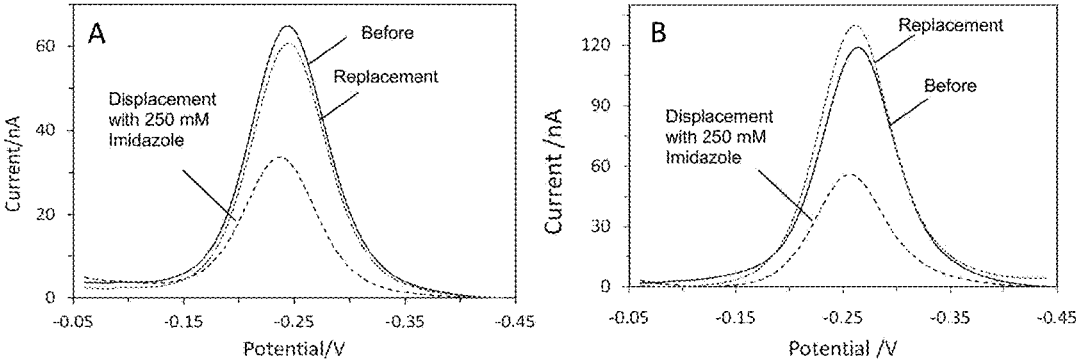 A
Before
Replacement
Displacement
with 250 mM
Imidazole
Current/nA
60
40
20
0
-0.05
-0.15
-0.25
-0.35
-0.45
Potential/V
B
Replacement
Before
Displacement
with 250 mM
Imidazole
Current /nA
120
90
60
30
0
-0.05
-0.15
-0.25
-0.35
-0.45
Potential /V